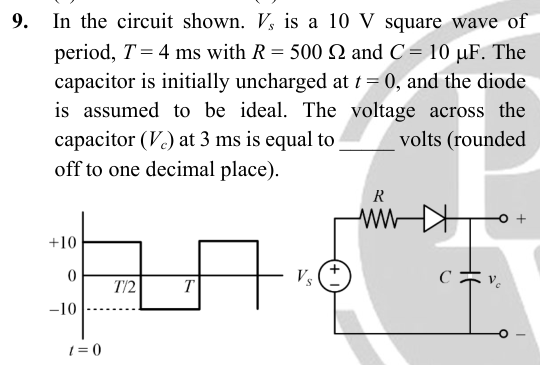 9. In the circuit shown. Vₛ is a 10 V square wave of
period, T = 4 ms with R = 500 Ω and C = 10 μF. The
capacitor is initially uncharged at t = 0, and the diode
is assumed to be ideal. The voltage across the
capacitor (V꜀) at 3 ms is equal to _____ volts (rounded
off to one decimal place).
R
+10
0
–10
T/2
T
t = 0
Vₛ
+
–
C
v꜀
+
–